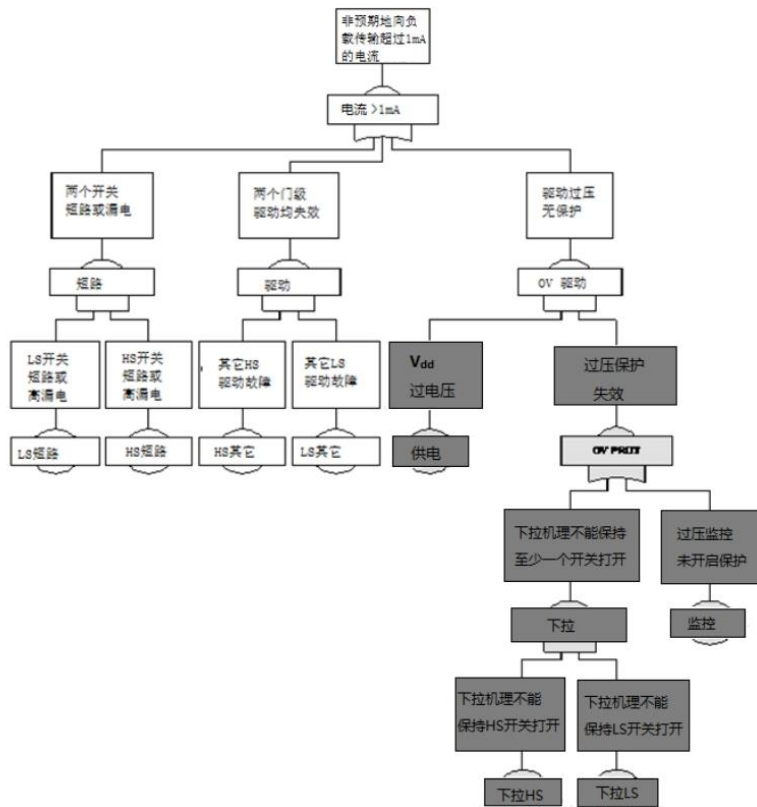 非预期地向负
载传输超过1mA
的电流
电流 >1mA
两个开关
短路或漏电
两个门级
驱动均失效
驱动过压
无保护
短路
驱动
OV 驱动
LS开关
短路或
高漏电
HS开关
短路或
高漏电
其它HS
驱动故障
其它LS
驱动故障
Vdd
过电压
过压保护
失效
LS短路
HS短路
HS其它
LS其它
供电
OV PROT
下拉机理不能保持
至少一个开关打开
过压监控
未开启保护
下拉
监控
下拉机理不能
保持HS开关打开
下拉机理不能
保持LS开关打开
下拉HS
下拉LS